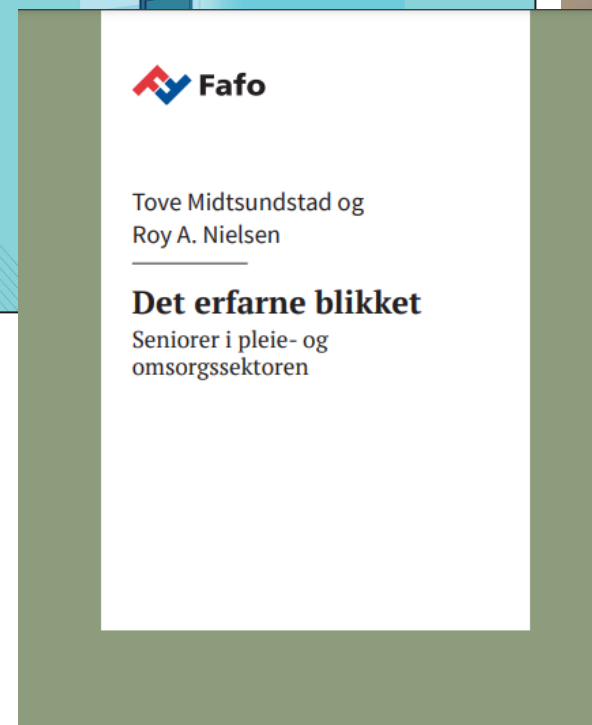 Fafo
Tove Midtsundstad og
Roy A. Nielsen
Det erfarne blikket
Seniorer i pleie- og
omsorgssektoren